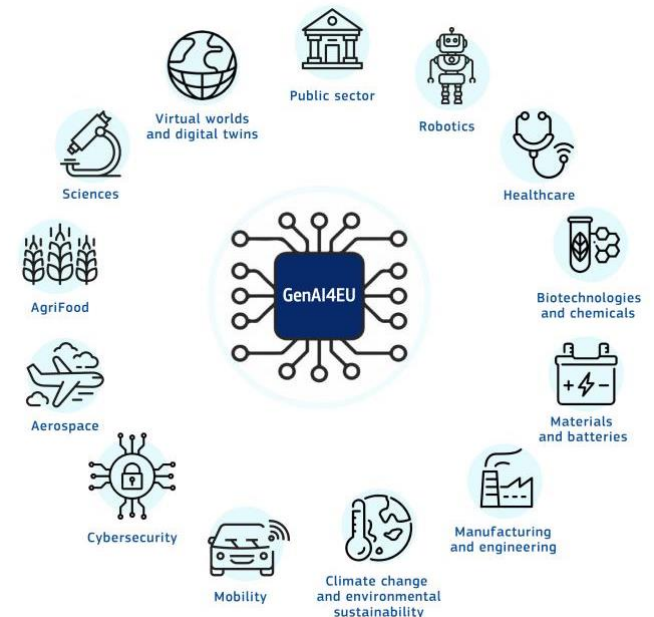 Public sector
Robotics
Healthcare
Biotechnologies
and chemicals
Materials
and batteries
Manufacturing
and engineering
Climate change
and environmental
sustainability
Mobility
Cybersecurity
Aerospace
AgriFood
Sciences
Virtual worlds
and digital twins
GenAI4EU